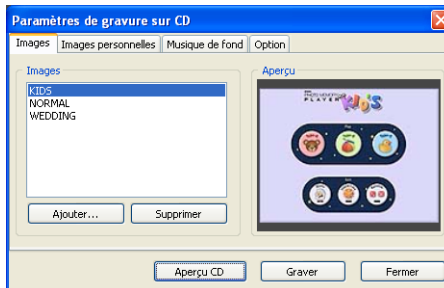 Paramètres de gravure sur CD
Images
Images personnelles
Musique de fond
Option
Images
Aperçu
KIDS
NORMAL
WEDDING
PLAYER KID'S
Ajouter...
Supprimer
Aperçu CD
Graver
Fermer